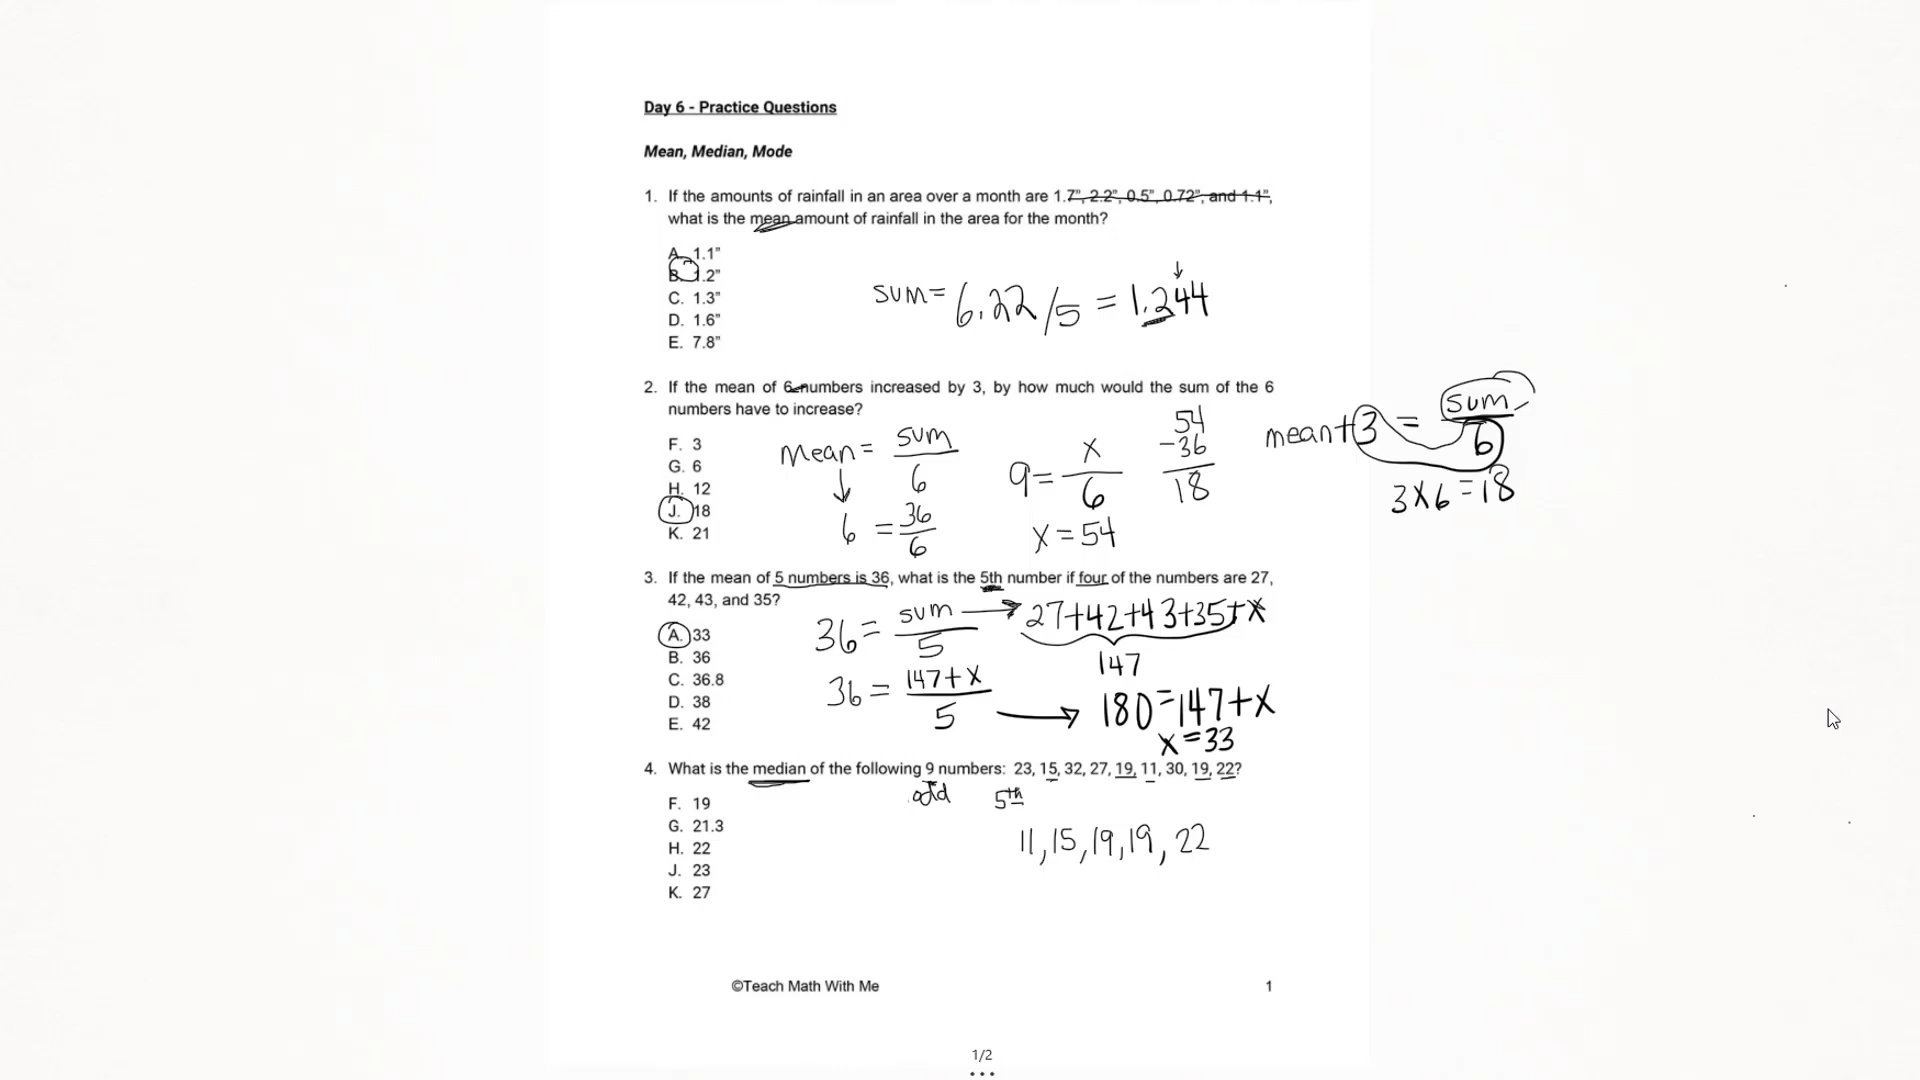 Day 6 - Practice Questions
Mean, Median, Mode
1. If the amounts of rainfall in an area over a month are 1.7", 2.2", 0.5", 0.72", and 1.1",
what is the mean amount of rainfall in the area for the month?
A. 1.1"
B. 1.2"
C. 1.3"
D. 1.6"
E. 7.8"
sum = 6.22/5 = 1.244
2. If the mean of 6 numbers increased by 3, by how much would the sum of the 6
numbers have to increase?
F. 3
G. 6
H. 12
J. 18
K. 21
Mean = sum/6
6 = 36/6
9 = x/6
x = 54
54
-36
18
mean+3 = sum/6
3x6=18
3. If the mean of 5 numbers is 36, what is the 5th number if four of the numbers are 27,
42, 43, and 35?
A. 33
B. 36
C. 36.8
D. 38
E. 42
36 = sum/5
27+42+43+35+x
147
36 = 147+x/5
180=147+x
x=33
4. What is the median of the following 9 numbers: 23, 15, 32, 27, 19, 11, 30, 19, 22?
odd 5th
F. 19
G. 21.3
H. 22
J. 23
K. 27
11, 15, 19, 19, 22
©Teach Math With Me 1
1/2